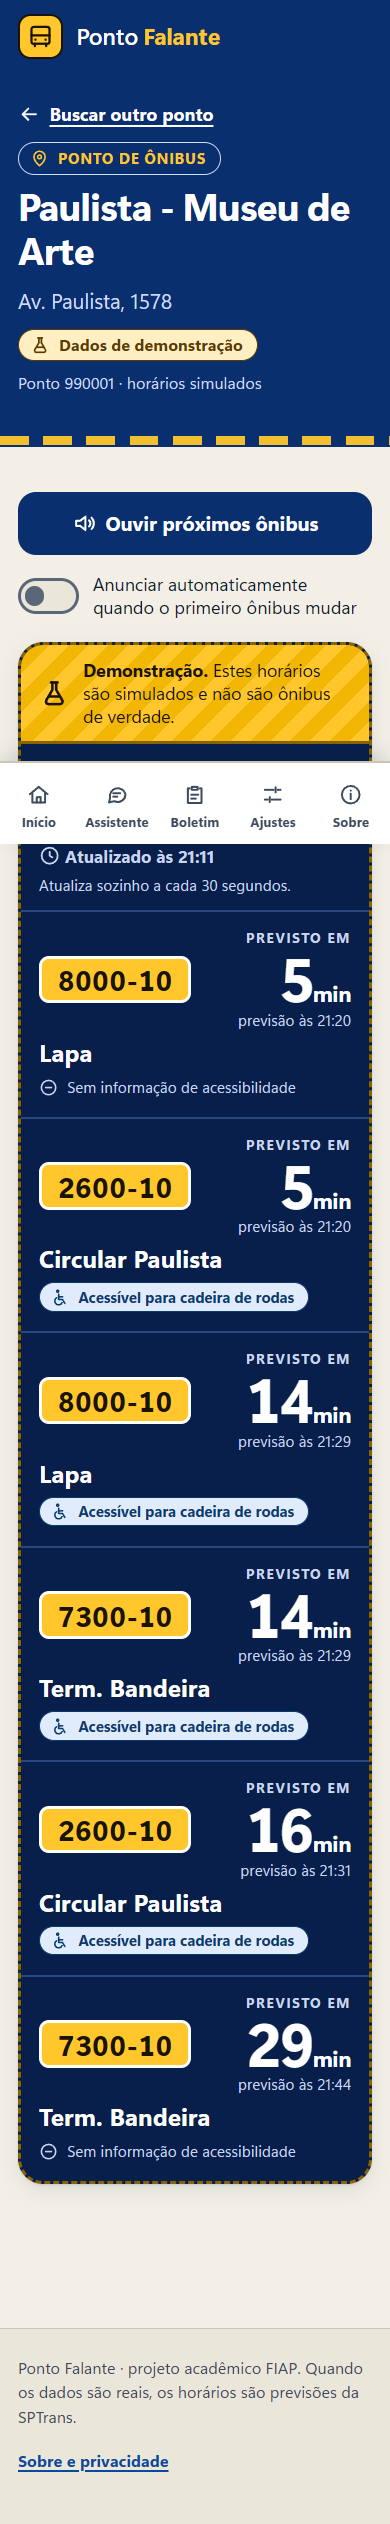 Ponto Falante
Buscar outro ponto
PONTO DE ÔNIBUS
Paulista - Museu de
Arte
Av. Paulista, 1578
Dados de demonstração
Ponto 990001 · horários simulados
Ouvir próximos ônibus
Anunciar automaticamente
quando o primeiro ônibus mudar
Demonstração. Estes horários
são simulados e não são ônibus
de verdade.
Início
Assistente
Boletim
Ajustes
Sobre
Atualizado às 21:11
Atualiza sozinho a cada 30 segundos.
PREVISTO EM
8000-10
5min
previsão às 21:20
Lapa
Sem informação de acessibilidade
PREVISTO EM
2600-10
5min
previsão às 21:20
Circular Paulista
Acessível para cadeira de rodas
PREVISTO EM
8000-10
14min
previsão às 21:29
Lapa
Acessível para cadeira de rodas
PREVISTO EM
7300-10
14min
previsão às 21:29
Term. Bandeira
Acessível para cadeira de rodas
PREVISTO EM
2600-10
16min
previsão às 21:31
Circular Paulista
Acessível para cadeira de rodas
PREVISTO EM
7300-10
29min
previsão às 21:44
Term. Bandeira
Sem informação de acessibilidade
Ponto Falante · projeto acadêmico FIAP. Quando
os dados são reais, os horários são previsões da
SPTrans.
Sobre e privacidade